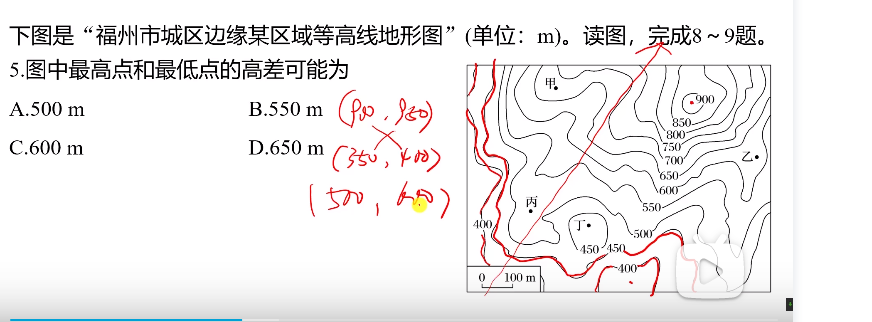 下图是“福州市城区边缘某区域等高线地形图”(单位：m)。读图，完成8～9题。
5.图中最高点和最低点的高差可能为
A.500 m
B.550 m
C.600 m
D.650 m
(900, 950)
(350, 400)
(500, 600)
甲
900
850
800
750
700
乙
650
600
550
丙
400
丁
500
450
450
400
0 100 m